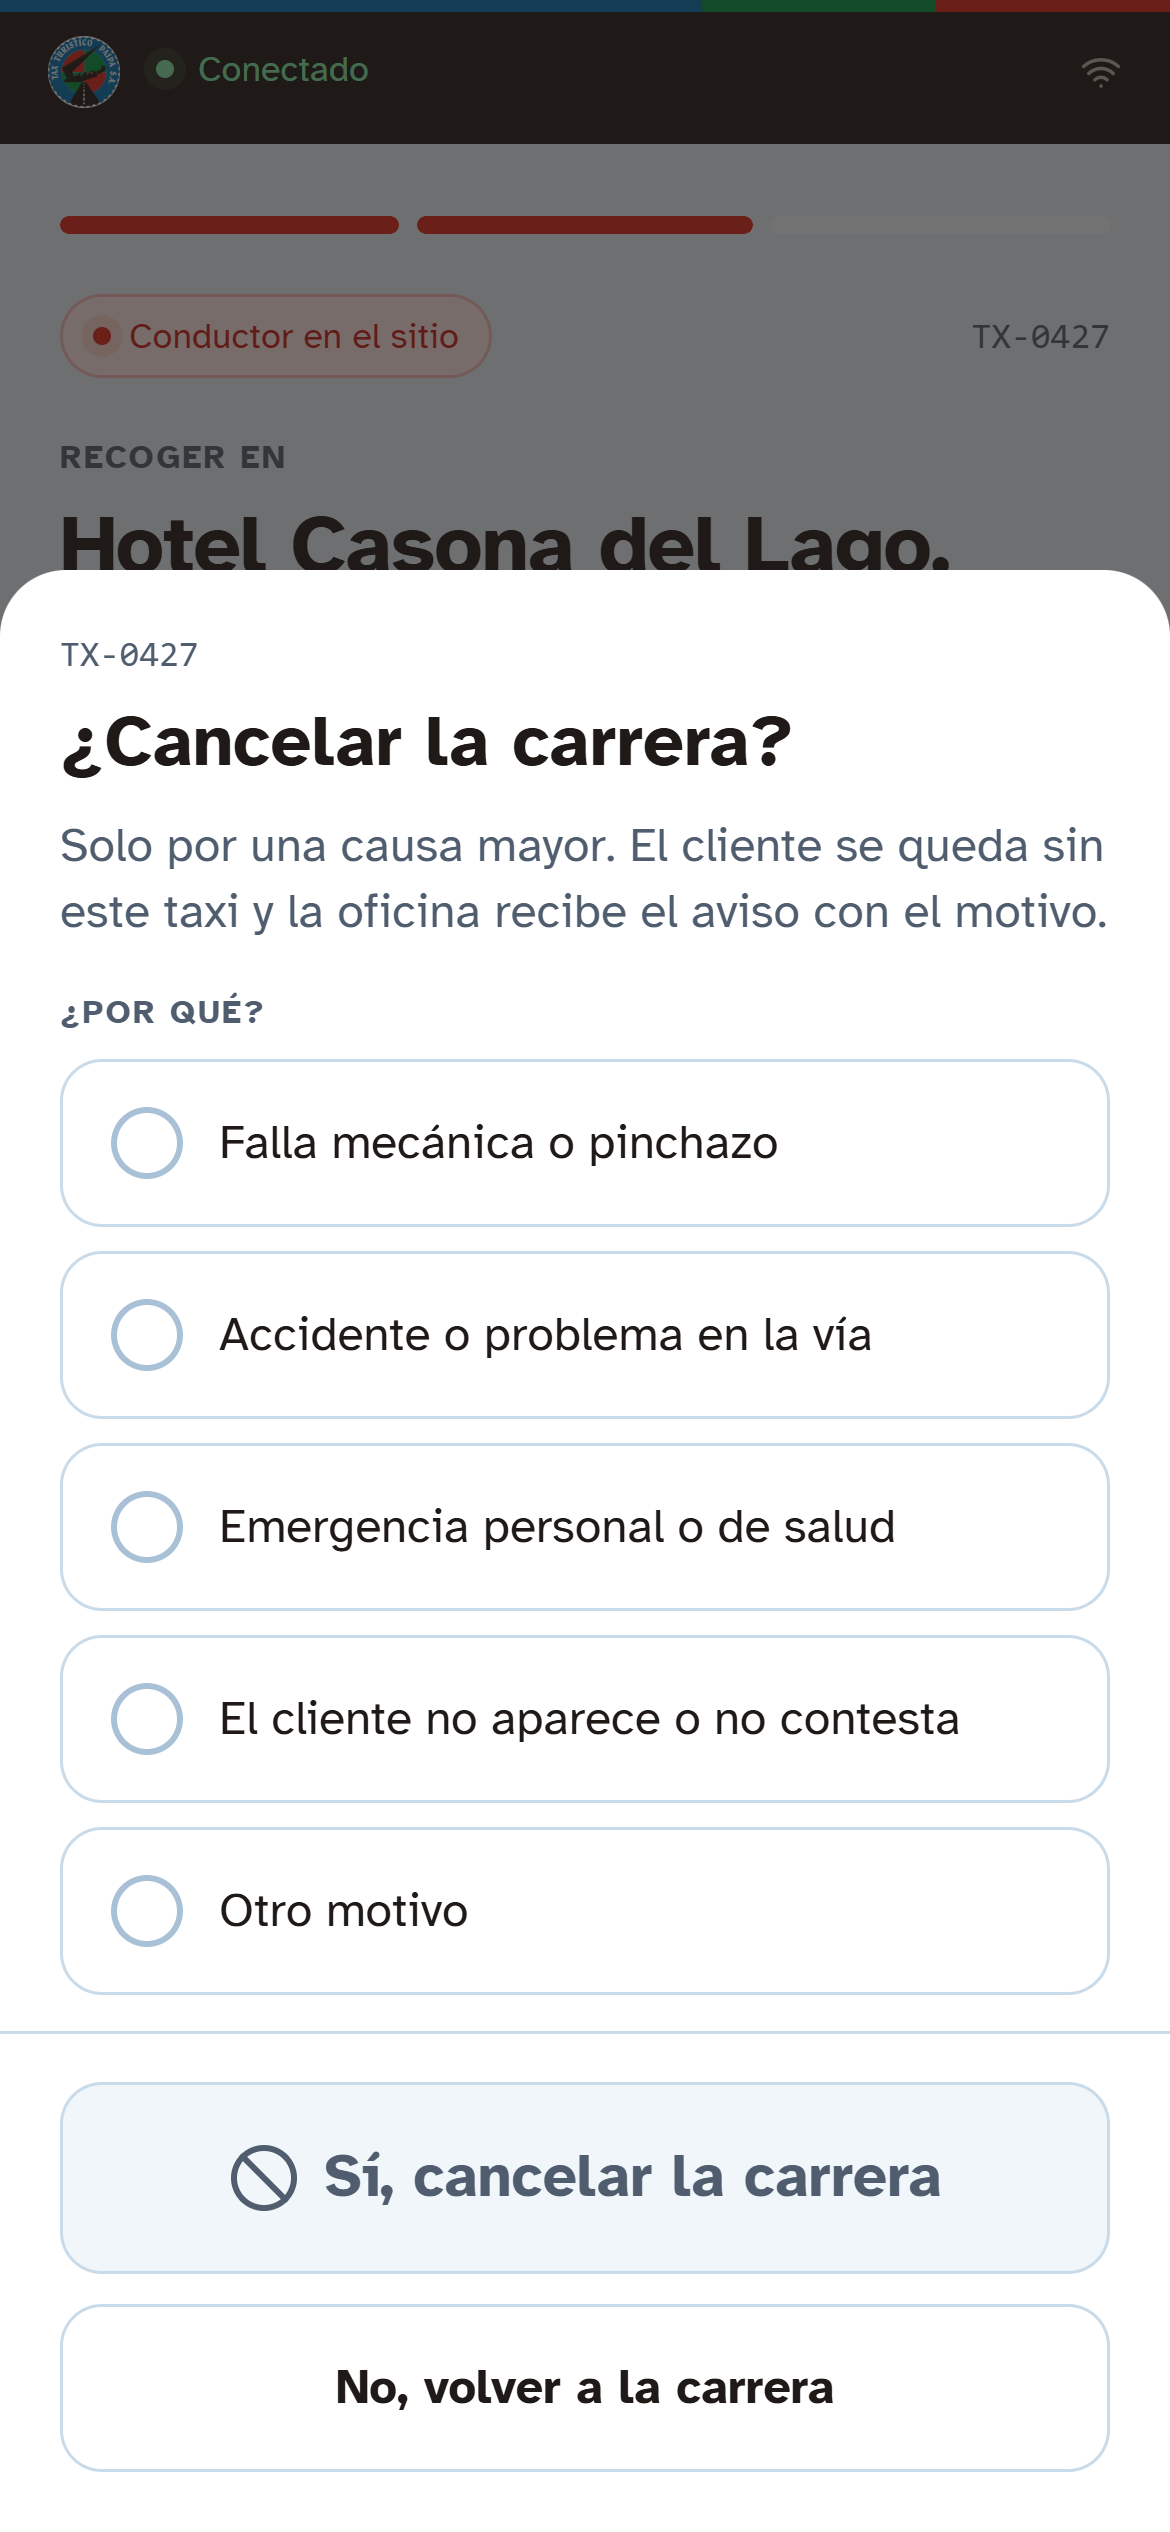 TAX TURISTICO PAIPA S.A
Conectado
Conductor en el sitio
TX-0427
RECOGER EN
Hotel Casona del Lago,
TX-0427
¿Cancelar la carrera?
Solo por una causa mayor. El cliente se queda sin
este taxi y la oficina recibe el aviso con el motivo.
¿POR QUÉ?
Falla mecánica o pinchazo
Accidente o problema en la vía
Emergencia personal o de salud
El cliente no aparece o no contesta
Otro motivo
Sí, cancelar la carrera
No, volver a la carrera